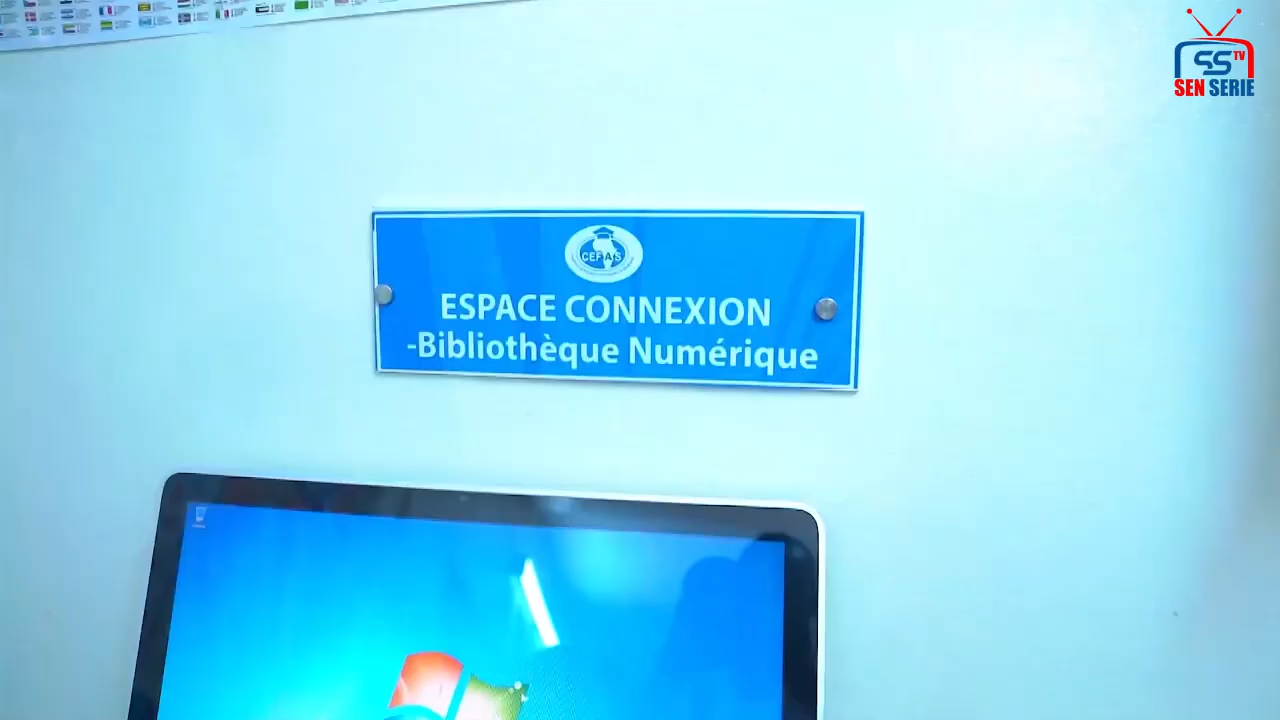 SS TV
SEN SERIE
CEFAS
ESPACE CONNEXION
-Bibliothèque Numérique